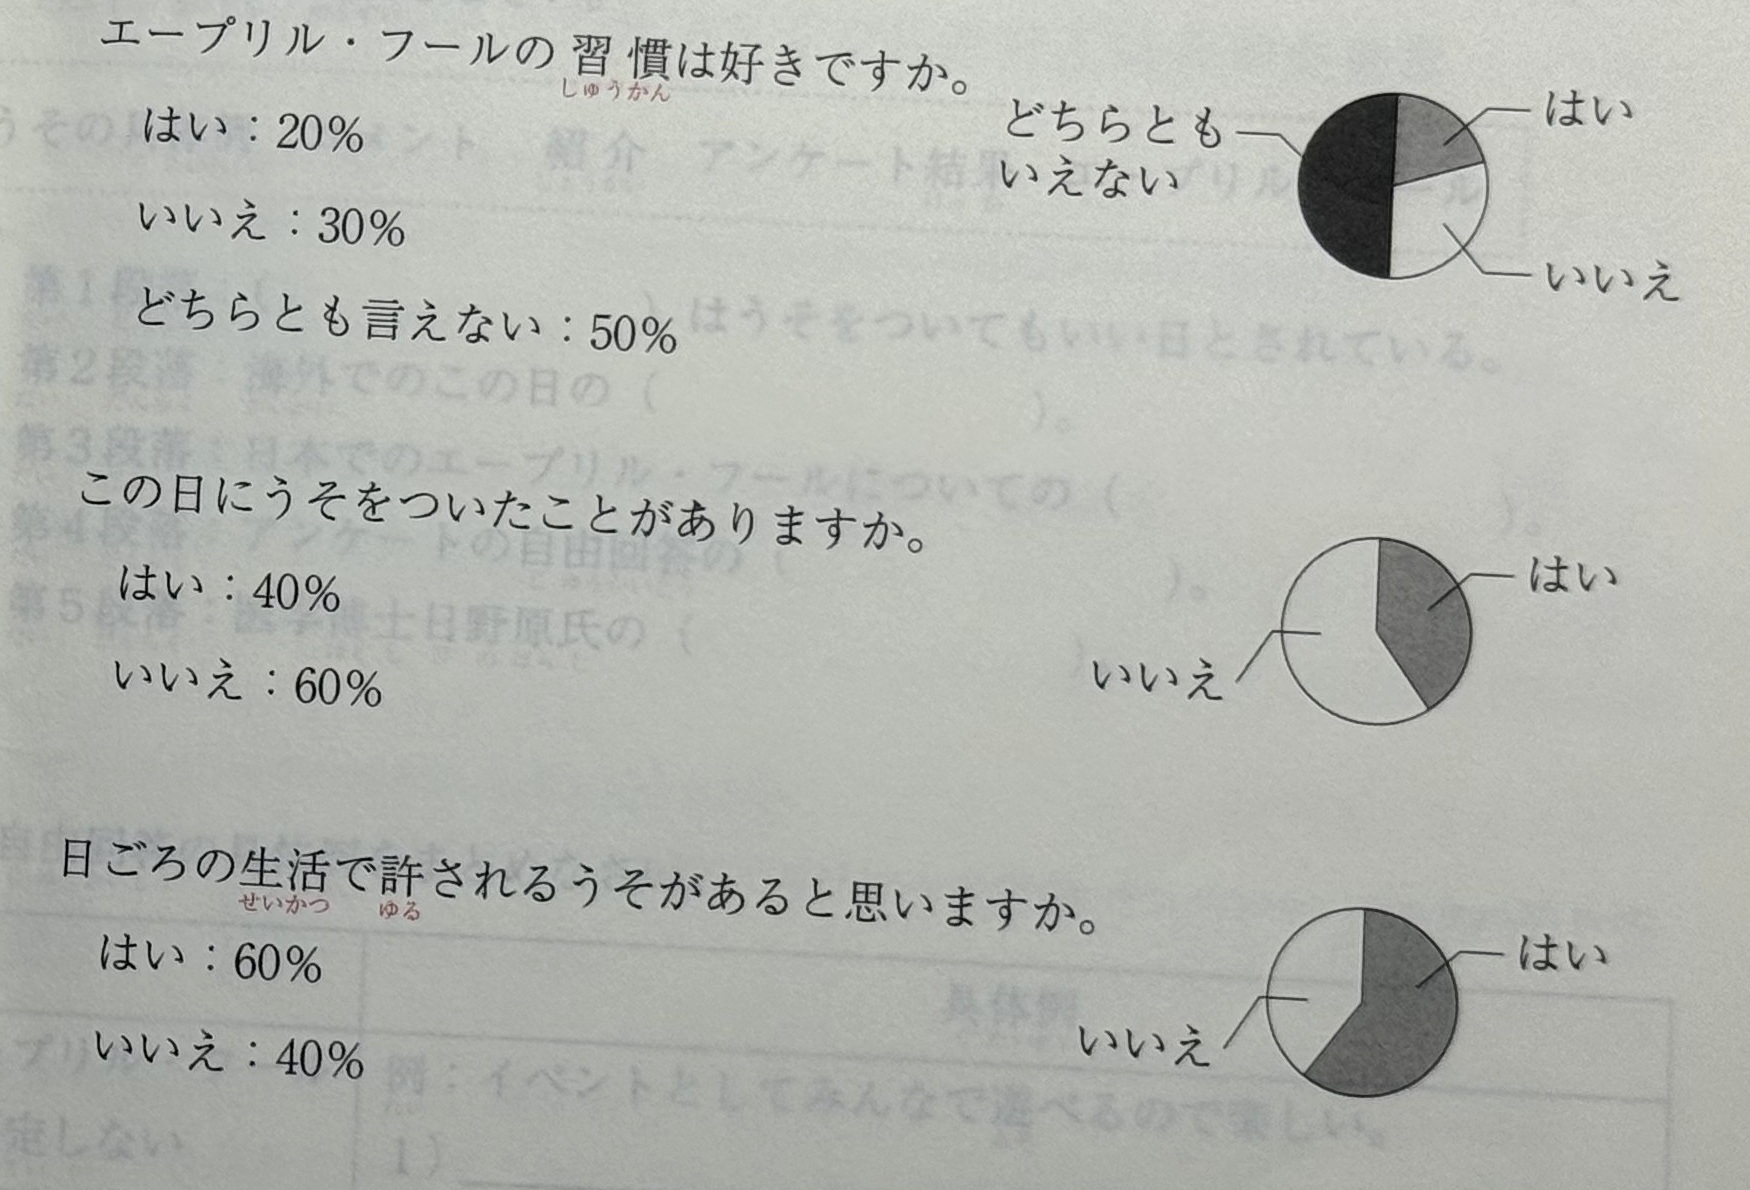 エープリル・フールの習慣は好きですか。
しゅうかん
はい：20%
いいえ：30%
どちらとも言えない：50%
どちらとも
いえない
はい
いいえ
この日にうそをついたことがありますか。
はい：40%
いいえ：60%
はい
いいえ
日ごろの生活で許されるうそがあると思いますか。
せいかつ ゆる
はい：60%
いいえ：40%
はい
いいえ